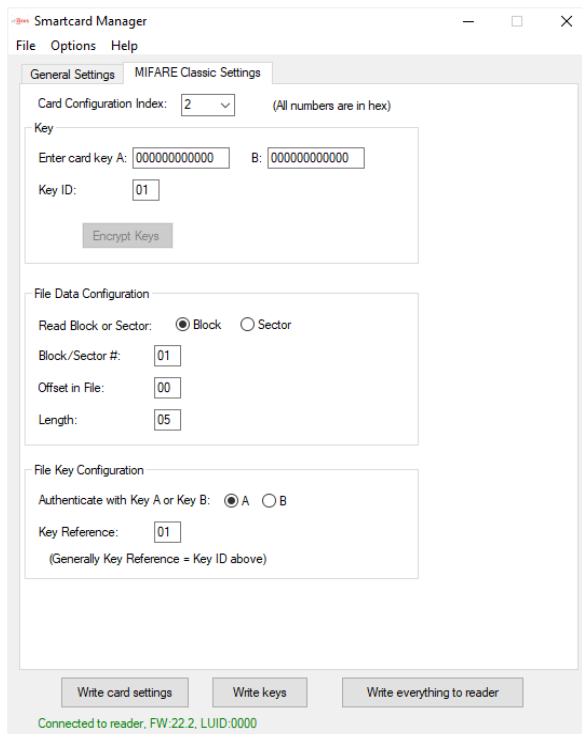 Smartcard Manager
File Options Help
General Settings MIFARE Classic Settings
Card Configuration Index: 2 (All numbers are in hex)
Key
Enter card key A: 000000000000 B: 000000000000
Key ID: 01
Encrypt Keys
File Data Configuration
Read Block or Sector: Block Sector
Block/Sector #: 01
Offset in File: 00
Length: 05
File Key Configuration
Authenticate with Key A or Key B: A B
Key Reference: 01
(Generally Key Reference = Key ID above)
Write card settings Write keys Write everything to reader
Connected to reader, FW:22.2, LUID:0000